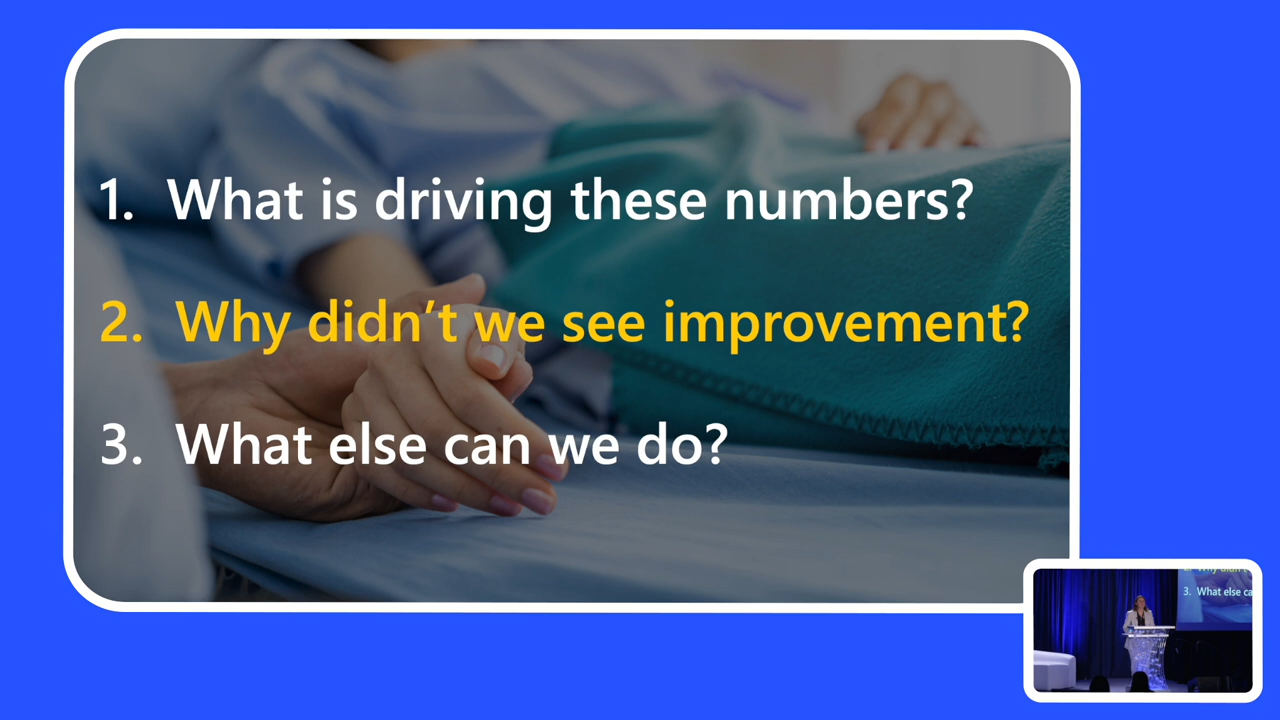 1. What is driving these numbers?
2. Why didn’t we see improvement?
3. What else can we do?
3. What else ca